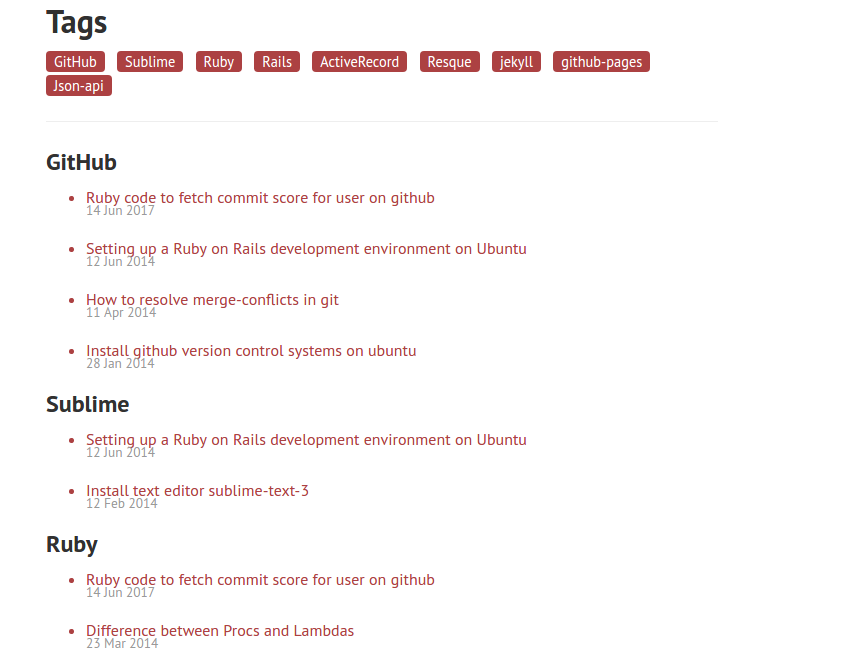 Tags
GitHub Sublime Ruby Rails ActiveRecord Resque jekyll github-pages
Json-api
GitHub
Ruby code to fetch commit score for user on github
14 Jun 2017
Setting up a Ruby on Rails development environment on Ubuntu
12 Jun 2014
How to resolve merge-conflicts in git
11 Apr 2014
Install github version control systems on ubuntu
28 Jan 2014
Sublime
Setting up a Ruby on Rails development environment on Ubuntu
12 Jun 2014
Install text editor sublime-text-3
12 Feb 2014
Ruby
Ruby code to fetch commit score for user on github
14 Jun 2017
Difference between Procs and Lambdas
23 Mar 2014